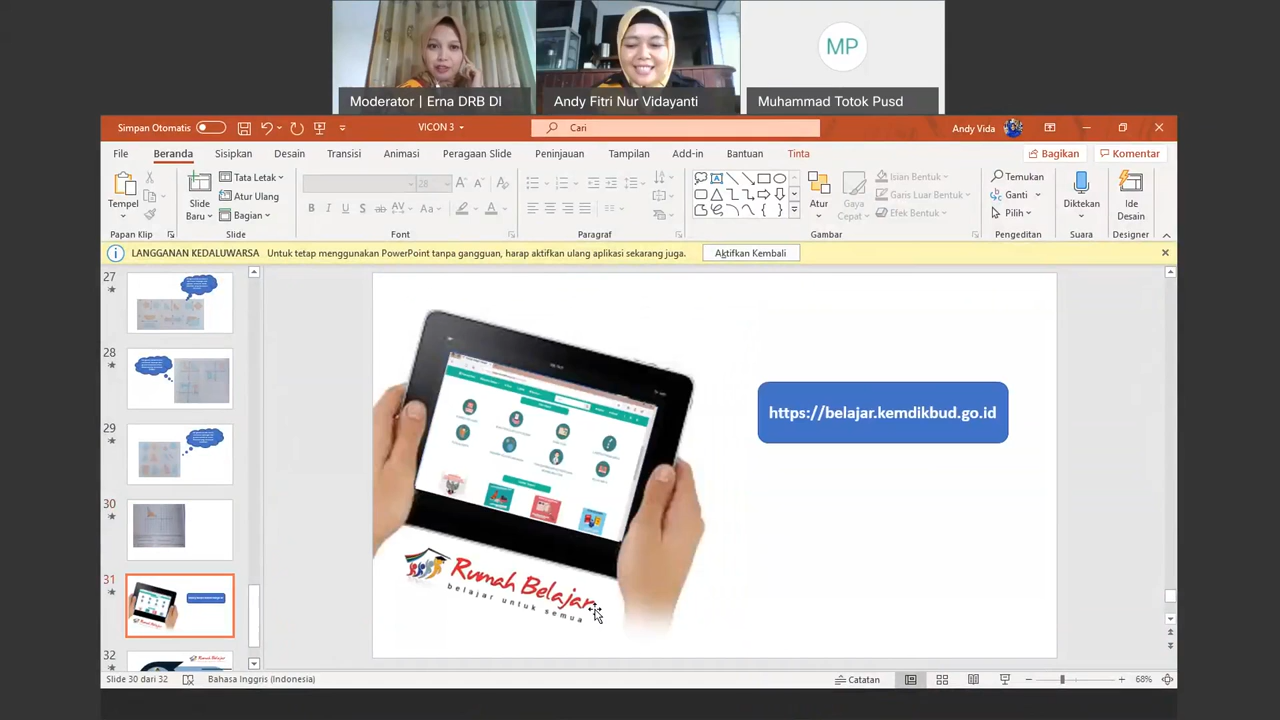 MP
Moderator | Erna DRB DI
Andy Fitri Nur Vidayanti
Muhammad Totok Pusd
Simpan Otomatis
VICON 3
Cari
Andy Vida
File
Beranda
Sisipkan
Desain
Transisi
Animasi
Peragaan Slide
Peninjauan
Tampilan
Add-in
Bantuan
Tinta
Bagikan
Komentar
Tempel
Slide
Baru
Tata Letak
Atur Ulang
Bagian
28
Atur
Gaya
Cepat
Isian Bentuk
Garis Luar Bentuk
Efek Bentuk
Temukan
Ganti
Pilih
Diktekan
Ide
Desain
Papan Klip
Slide
Font
Paragraf
Gambar
Pengeditan
Suara
Designer
LANGGANAN KEDALUWARSA Untuk tetap menggunakan PowerPoint tanpa gangguan, harap aktifkan ulang aplikasi sekarang juga.
Aktifkan Kembali
27
28
29
30
31
32
https://belajar.kemdikbud.go.id
Rumah Belajar
belajar untuk semua
Rumah Belajar
Rumah Belajar
Slide 30 dari 32
Bahasa Inggris (Indonesia)
Catatan
68%